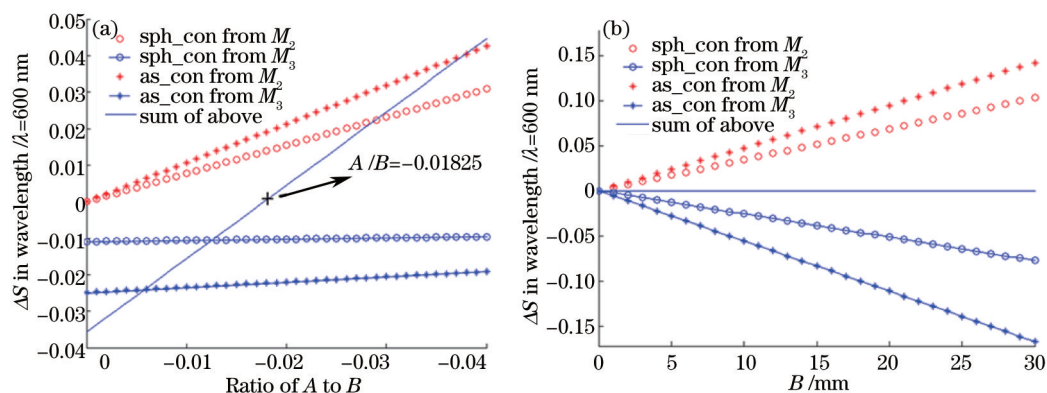 (a)
0.05
0.04
0.03
0.02
0.01
0
−0.01
−0.02
−0.03
−0.04
ΔS in wavelength /λ=600 nm
sph_con from M2
sph_con from M3
as_con from M2
as_con from M3
sum of above
A /B=−0.01825
0 −0.01 −0.02 −0.03 −0.04
Ratio of A to B
(b)
0.15
0.10
0.05
0
−0.05
−0.10
−0.15
ΔS in wavelength /λ=600 nm
sph_con from M2
sph_con from M3
as_con from M2
as_con from M3
sum of above
0 5 10 15 20 25 30
B /mm